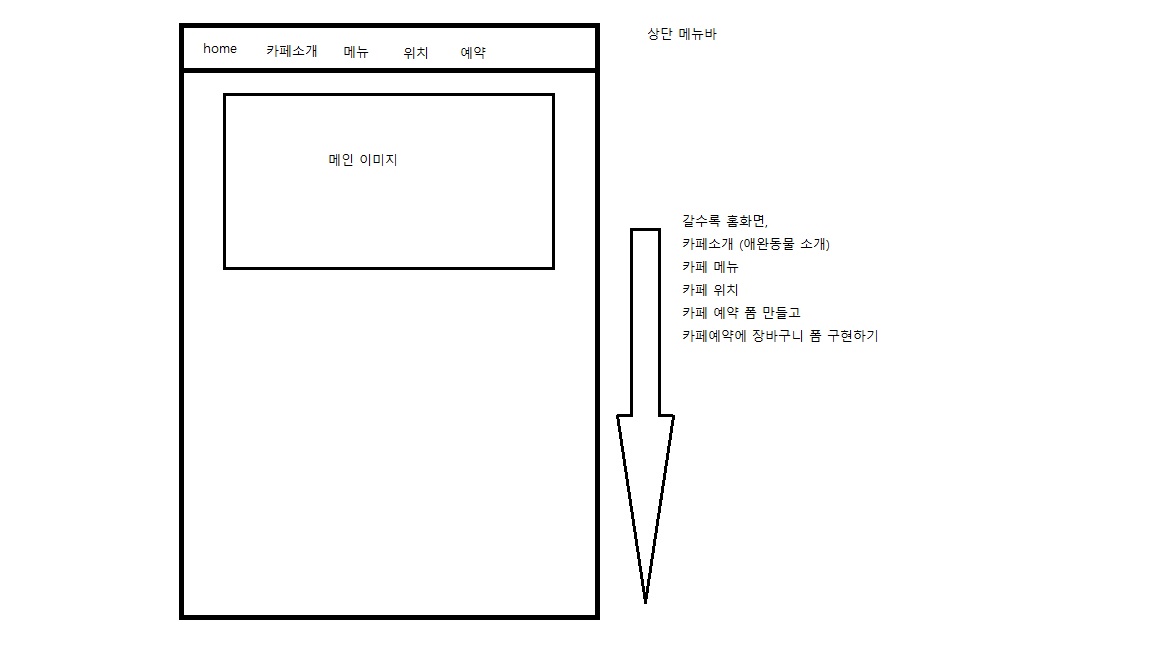 home 카페소개 메뉴 위치 예약
상단 메뉴바
메인 이미지
갈수록 홈화면,
카페소개 (애완동물 소개)
카페 메뉴
카페 위치
카페 예약 폼 만들고
카페예약에 장바구니 폼 구현하기